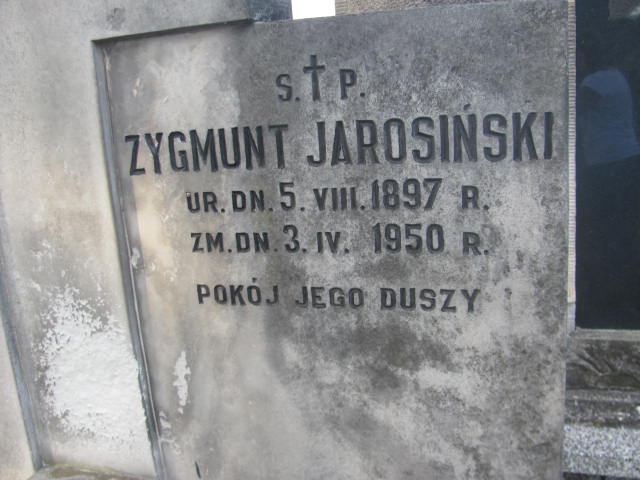 S.†P.
ZYGMUNT JAROSIŃSKI
UR. DN. 5. VIII. 1897 R.
ZM. DN. 3. IV. 1950 R.
POKÓJ JEGO DUSZY